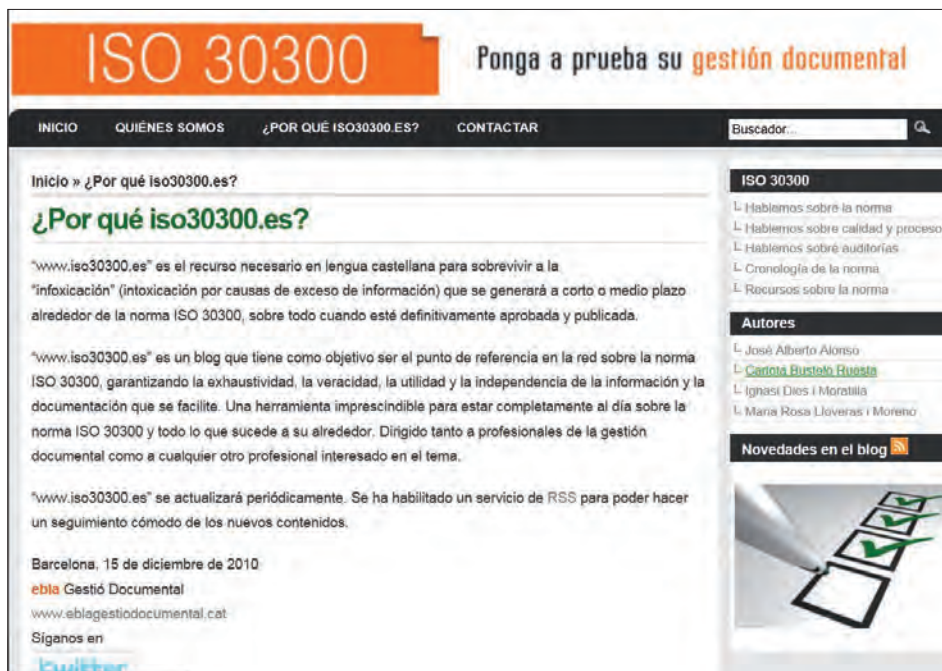 ISO 30300
Ponga a prueba su gestión documental
INICIO QUIÉNES SOMOS ¿POR QUÉ ISO30300.ES? CONTACTAR
Buscador...
Inicio » ¿Por qué iso30300.es?
¿Por qué iso30300.es?
"www.iso30300.es" es el recurso necesario en lengua castellana para sobrevivir a la
"infoxicación" (intoxicación por causas de exceso de información) que se generará a corto o medio plazo
alrededor de la norma ISO 30300, sobre todo cuando esté definitivamente aprobada y publicada.
"www.iso30300.es" es un blog que tiene como objetivo ser el punto de referencia en la red sobre la norma
ISO 30300, garantizando la exhaustividad, la veracidad, la utilidad y la independencia de la información y la
documentación que se facilite. Una herramienta imprescindible para estar completamente al día sobre la
norma ISO 30300 y todo lo que sucede a su alrededor. Dirigido tanto a profesionales de la gestión
documental como a cualquier otro profesional interesado en el tema.
"www.iso30300.es" se actualizará periódicamente. Se ha habilitado un servicio de RSS para poder hacer
un seguimiento cómodo de los nuevos contenidos.
Barcelona, 15 de diciembre de 2010
ebla Gestió Documental
www.eblagestiodocumental.cat
Síganos en
twitter
ISO 30300
Hablemos sobre la norma
Hablemos sobre calidad y proceso
Hablemos sobre auditorías
Cronología de la norma
Recursos sobre la norma
Autores
José Alberto Alonso
Carlota Bustelo Ruesta
Ignasi Dios i Moratilla
Maria Rosa Lloveras i Moreno
Novedades en el blog